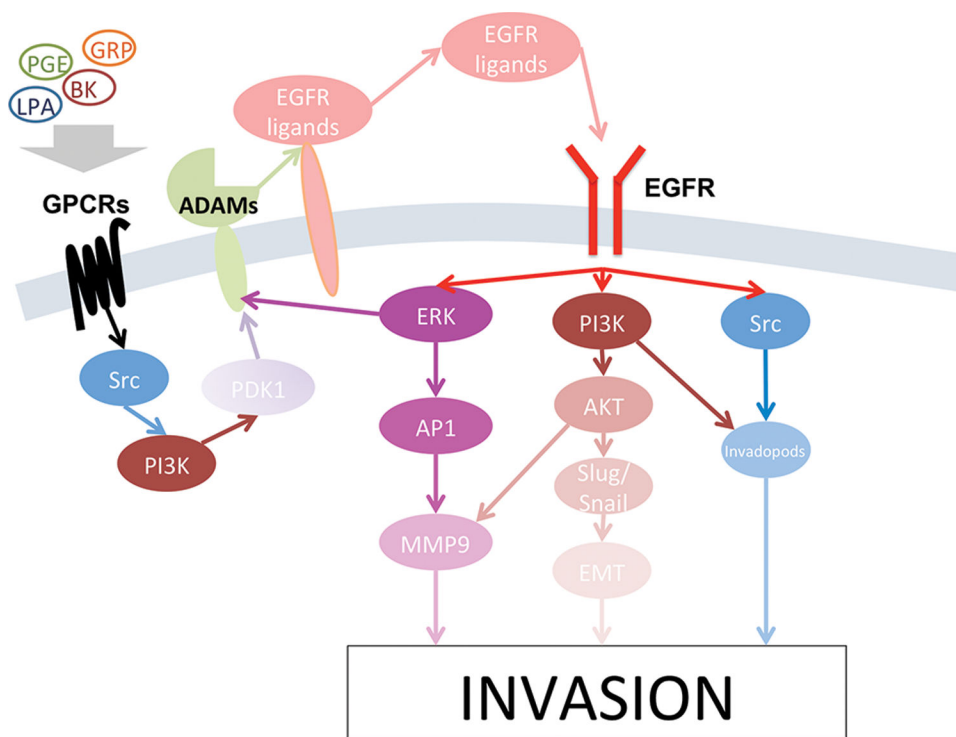 PGE
GRP
LPA
BK
GPCRs
ADAMs
EGFR
ligands
EGFR
ligands
EGFR
Src
PI3K
PDK1
ERK
AP1
MMP9
PI3K
AKT
Slug/
Snail
EMT
Src
Invadopods
INVASION